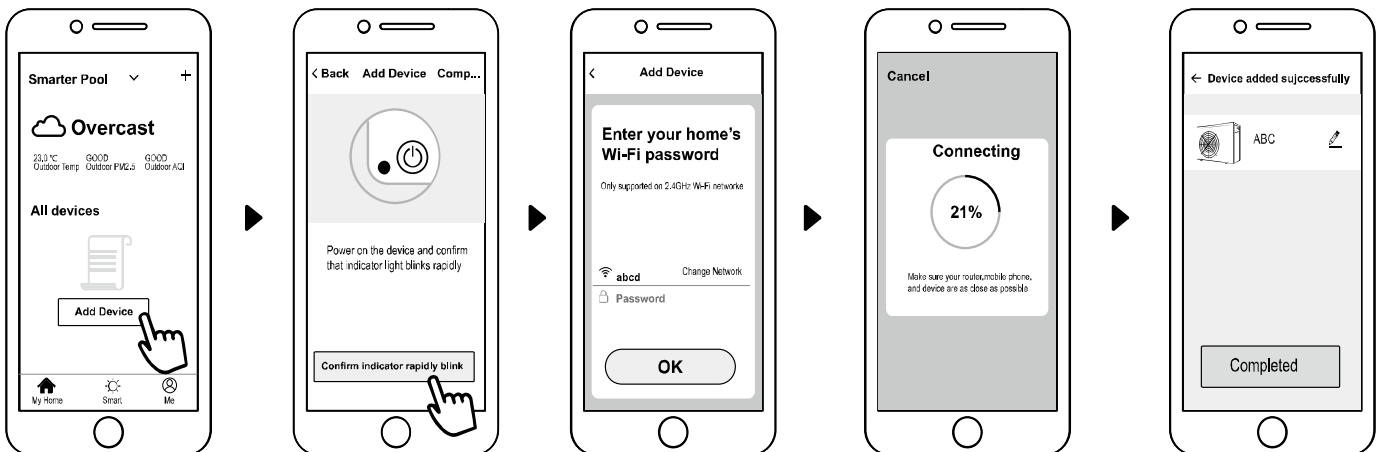 Smarter Pool
+
Overcast
23,0 °C GOOD GOOD
Outdoor Temp Outdoor PM2.5 Outdoor AQI
All devices
Add Device
My Home Smart Me
< Back Add Device Comp...
Power on the device and confirm
that indicator light blinks rapidly
Confirm indicator rapidly blink
< Add Device
Enter your home's
Wi-Fi password
Only supported on 2.4GHz Wi-Fi networke
abcd Change Network
Password
OK
Cancel
Connecting
21%
Make sure your router,mobile phone,
and device are as close as possible
← Device added sujccessfully
ABC
Completed